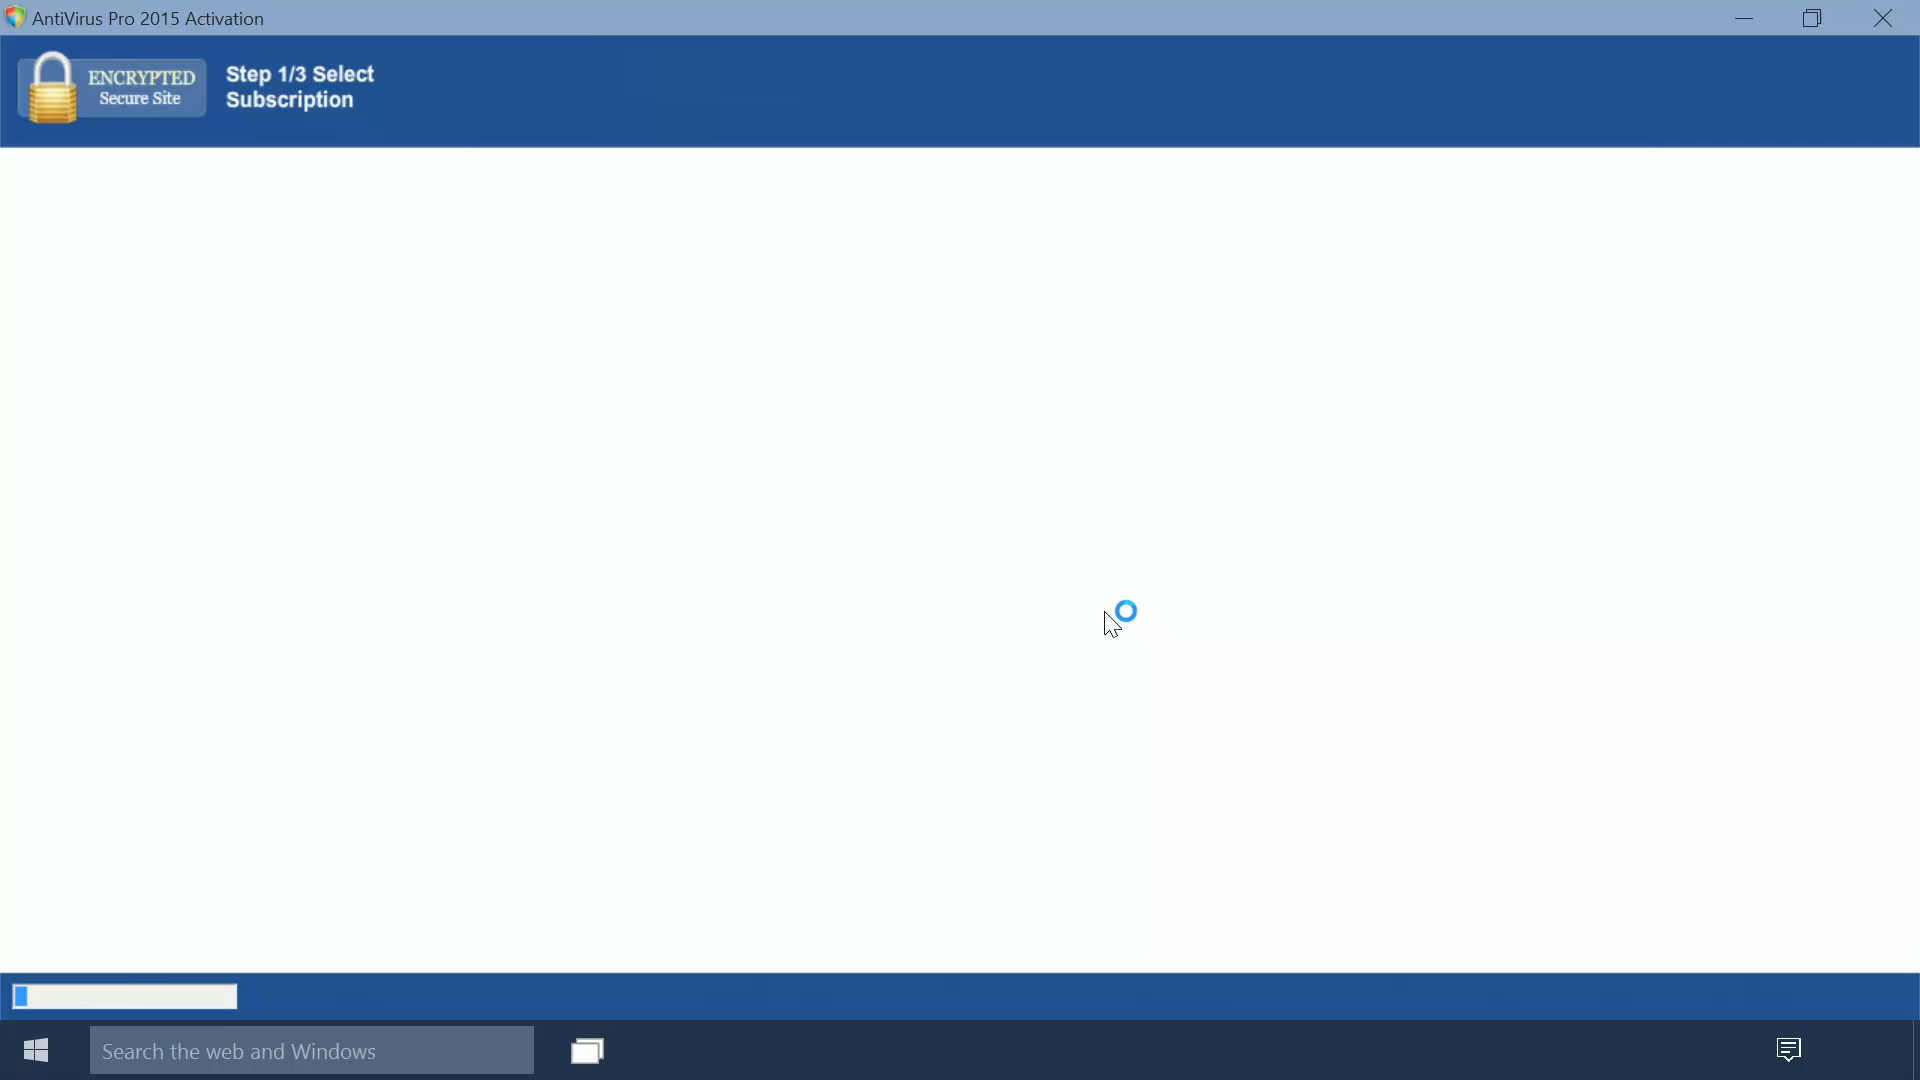 AntiVirus Pro 2015 Activation
ENCRYPTED
Secure Site
Step 1/3 Select
Subscription
Search the web and Windows